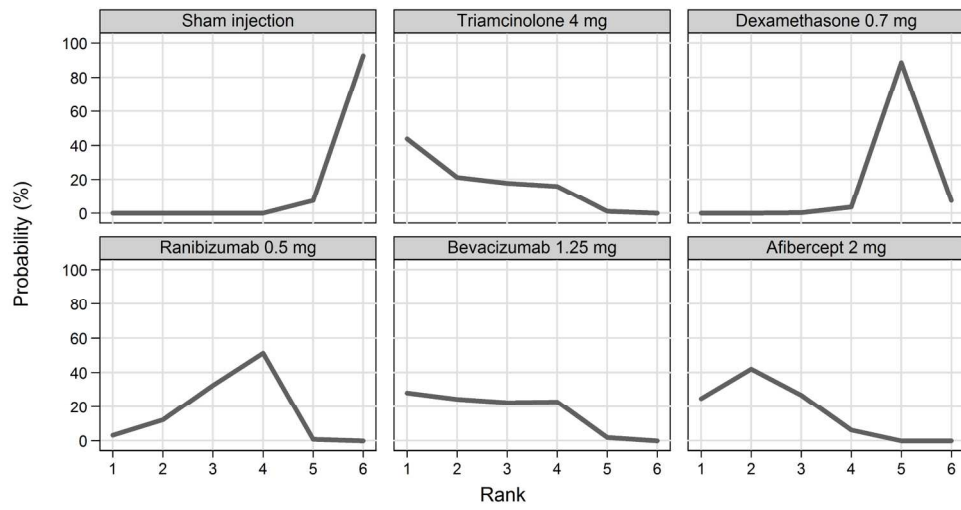 Sham injection
Triamcinolone 4 mg
Dexamethasone 0.7 mg
100
80
60
40
20
0
Ranibizumab 0.5 mg
Bevacizumab 1.25 mg
Afibercept 2 mg
100
80
60
40
20
0
1 2 3 4 5 6
1 2 3 4 5 6
1 2 3 4 5 6
Probability (%)
Rank